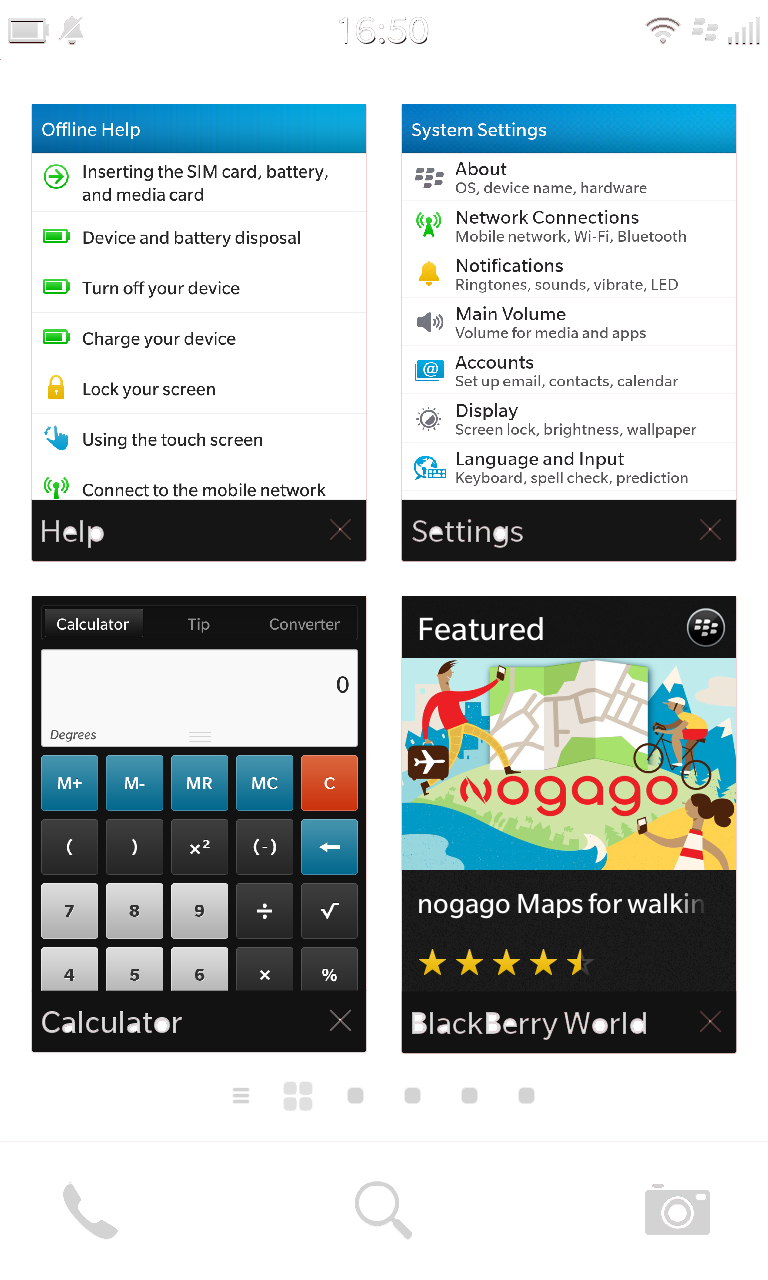 16:50
Offline Help
Inserting the SIM card, battery,
and media card
Device and battery disposal
Turn off your device
Charge your device
Lock your screen
Using the touch screen
Connect to the mobile network
Help
System Settings
About
OS, device name, hardware
Network Connections
Mobile network, Wi-Fi, Bluetooth
Notifications
Ringtones, sounds, vibrate, LED
Main Volume
Volume for media and apps
Accounts
Set up email, contacts, calendar
Display
Screen lock, brightness, wallpaper
Language and Input
Keyboard, spell check, prediction
Settings
Calculator Tip Converter
0
Degrees
M+ M- MR MC C
( ) x² (-) ←
7 8 9 ÷ √
4 5 6 × %
Calculator
Featured
nogago
nogago Maps for walkin
BlackBerry World